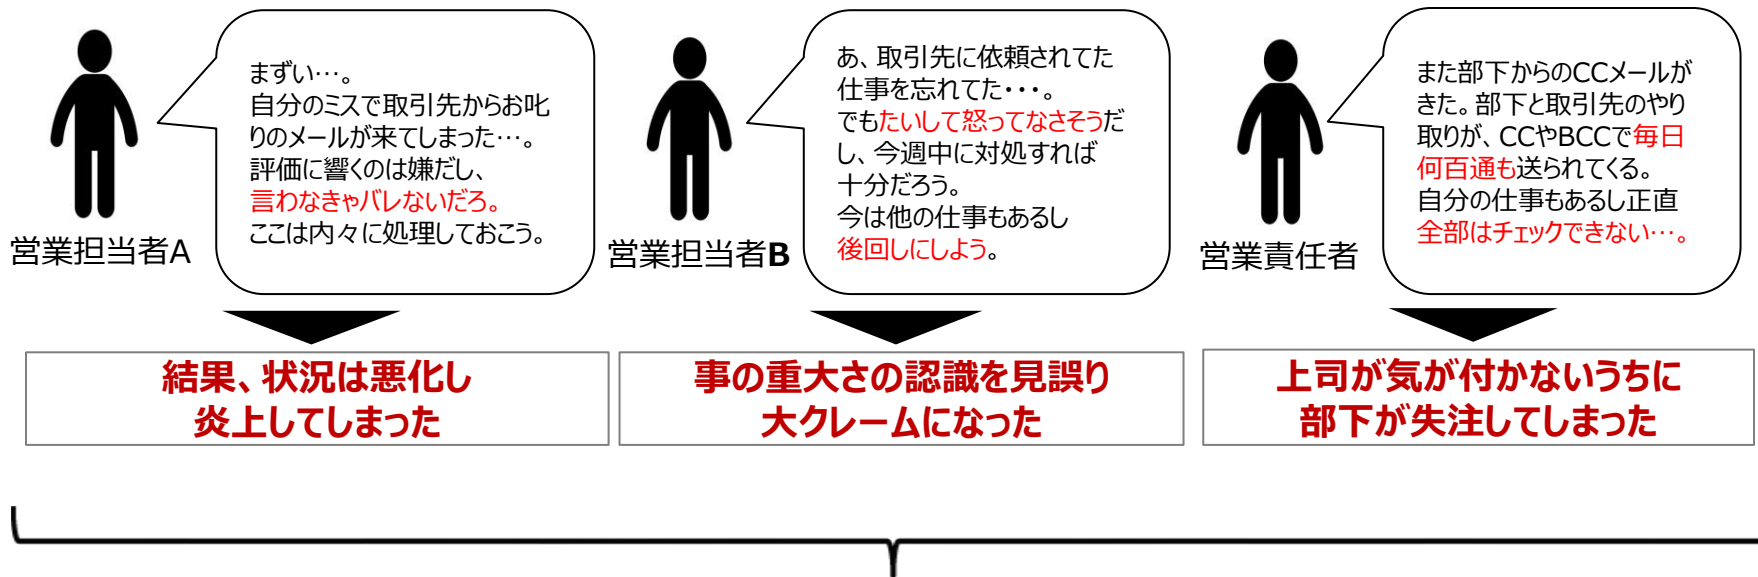 まずい…。
自分のミスで取引先からお叱
りのメールが来てしまった…。
評価に響くのは嫌だし、
言わなきゃバレないだろ。
ここは内々に処理しておこう。
営業担当者A
あ、取引先に依頼されてた
仕事を忘れてた・・・。
でもたいして怒ってなさそうだ
し、今週中に対処すれば
十分だろう。
今は他の仕事もあるし
後回しにしよう。
営業担当者B
また部下からのCCメールが
きた。部下と取引先のやり
取りが、CCやBCCで毎日
何百通も送られてくる。
自分の仕事もあるし正直
全部はチェックできない…。
営業責任者
結果、状況は悪化し
炎上してしまった
事の重大さの認識を見誤り
大クレームになった
上司が気が付かないうちに
部下が失注してしまった